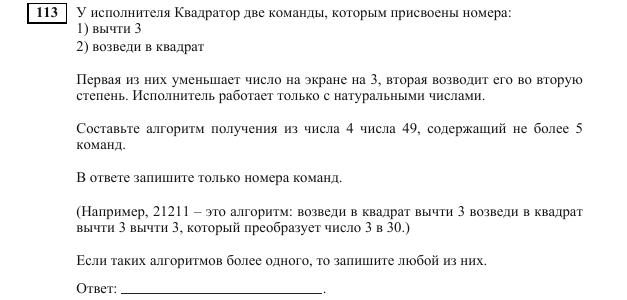 113 У исполнителя Квадратор две команды, которым присвоены номера:
1) вычти 3
2) возведи в квадрат
Первая из них уменьшает число на экране на 3, вторая возводит его во вторую
степень. Исполнитель работает только с натуральными числами.
Составьте алгоритм получения из числа 4 числа 49, содержащий не более 5
команд.
В ответе запишите только номера команд.
(Например, 21211 – это алгоритм: возведи в квадрат вычти 3 возведи в квадрат
вычти 3 вычти 3, который преобразует число 3 в 30.)
Если таких алгоритмов более одного, то запишите любой из них.
Ответ: ___________________________.